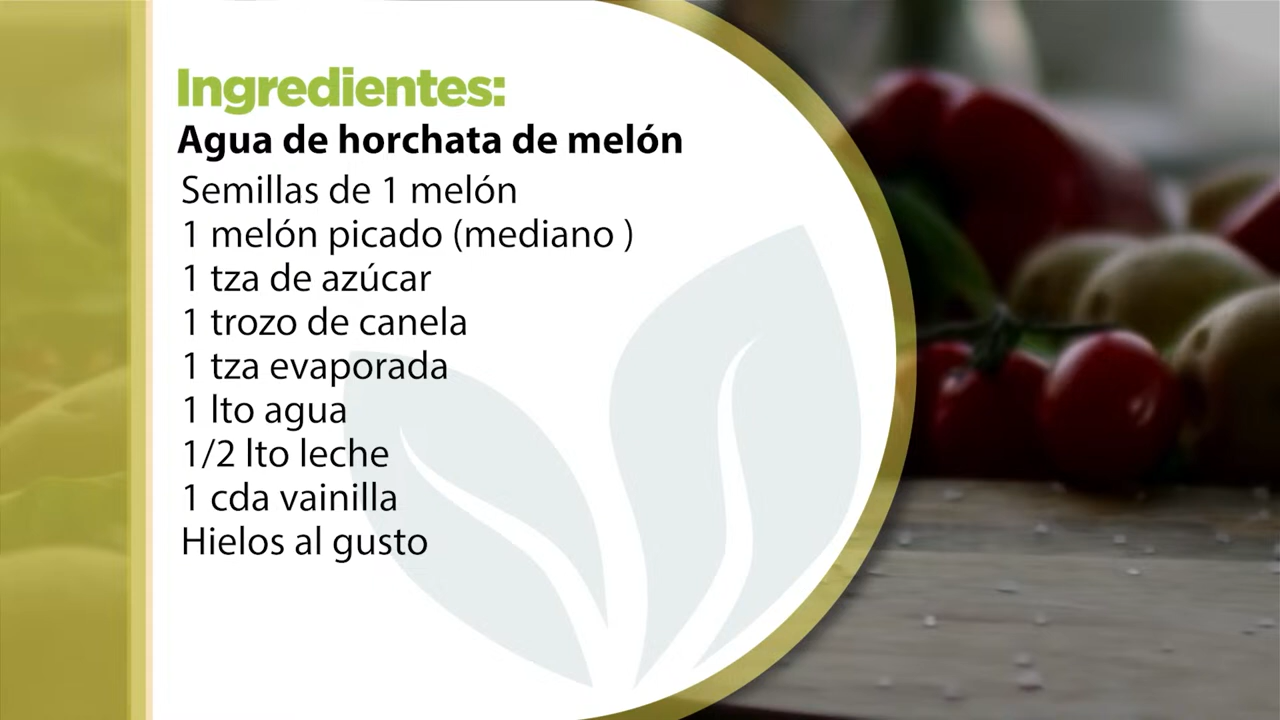 Ingredientes:
Agua de horchata de melón
Semillas de 1 melón
1 melón picado (mediano )
1 tza de azúcar
1 trozo de canela
1 tza evaporada
1 lto agua
1/2 lto leche
1 cda vainilla
Hielos al gusto